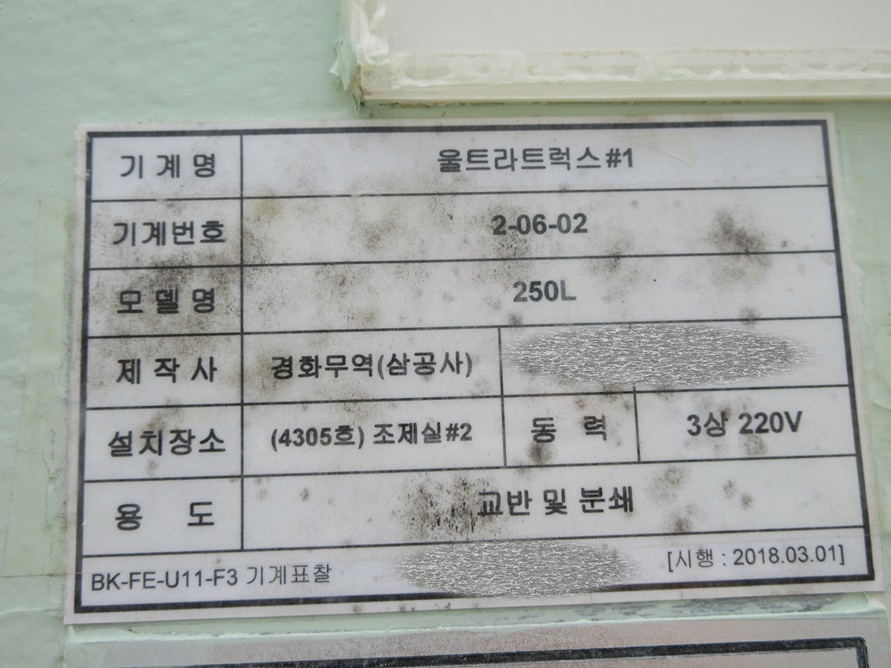 기계명 울트라트럭스#1
기계번호 2-06-02
모델명 250L
제작사 경화무역(삼공사)
설치장소 (4305호) 조제실#2 동력 3상 220V
용도 교반 및 분쇄
BK-FE-U11-F3 기계표찰 [시행 : 2018.03.01]